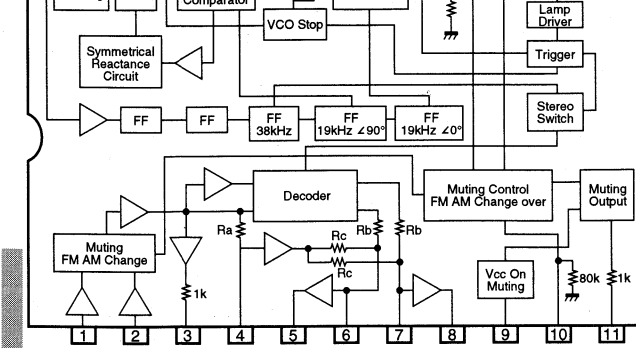 Comparator
VCO Stop
Lamp
Driver
Symmetrical
Reactance
Circuit
Trigger
FF
FF
FF
38kHz
FF
19kHz ∠90°
FF
19kHz ∠0°
Stereo
Switch
Decoder
Muting Control
FM AM Change over
Muting
Output
Ra
Rb
Rb
Rc
Rc
Muting
FM AM Change
1k
Vcc On
Muting
80k
1k
1
2
3
4
5
6
7
8
9
10
11